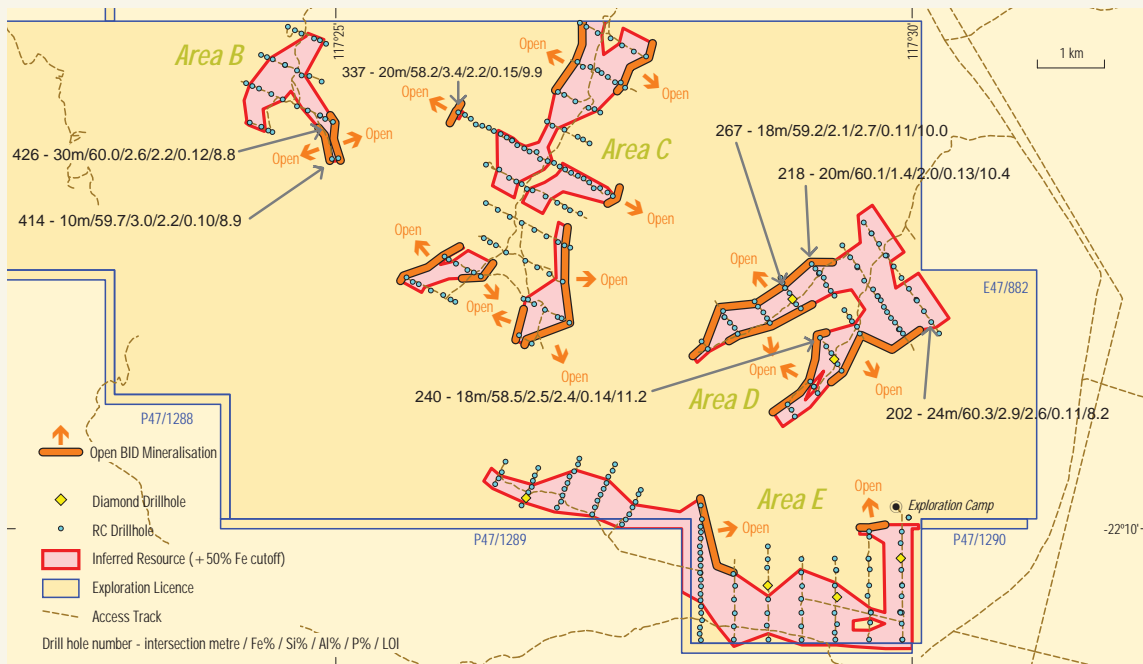 Area B
117°25'
Open
Open
337 - 20m/58.2/3.4/2.2/0.15/9.9
Open
Open
117°30'
1 km
Open
Open
426 - 30m/60.0/2.6/2.2/0.12/8.8
414 - 10m/59.7/3.0/2.2/0.10/8.9
Area C
267 - 18m/59.2/2.1/2.7/0.11/10.0
218 - 20m/60.1/1.4/2.0/0.13/10.4
Open
Open
Open
Open
E47/882
Open
Open
Open
Open
Open
Open
240 - 18m/58.5/2.5/2.4/0.14/11.2
Area D
202 - 24m/60.3/2.9/2.6/0.11/8.2
P47/1288
Open BID Mineralisation
Diamond Drillhole
RC Drillhole
Inferred Resource (+50% Fe cutoff)
Exploration Licence
Access Track
Drill hole number - intersection metre / Fe% / Si% / Al% / P% / LOI
Area E
Open
Exploration Camp
Open
P47/1289
P47/1290
-22°10'